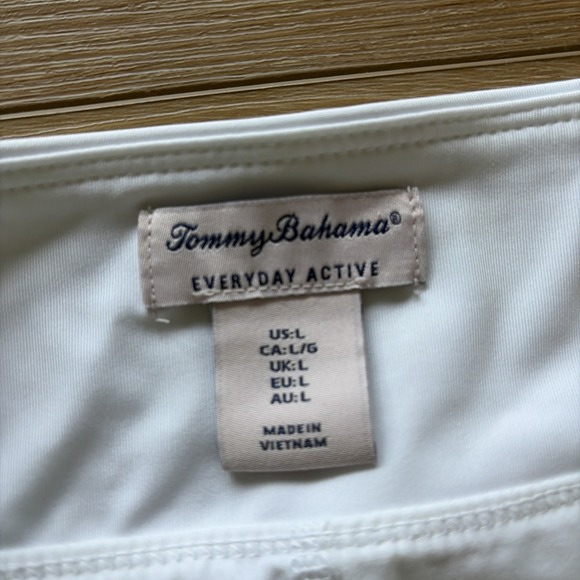 Tommy Bahama®
EVERYDAY ACTIVE
US:L
CA:L/G
UK:L
EU:L
AU:L
MADE IN
VIETNAM